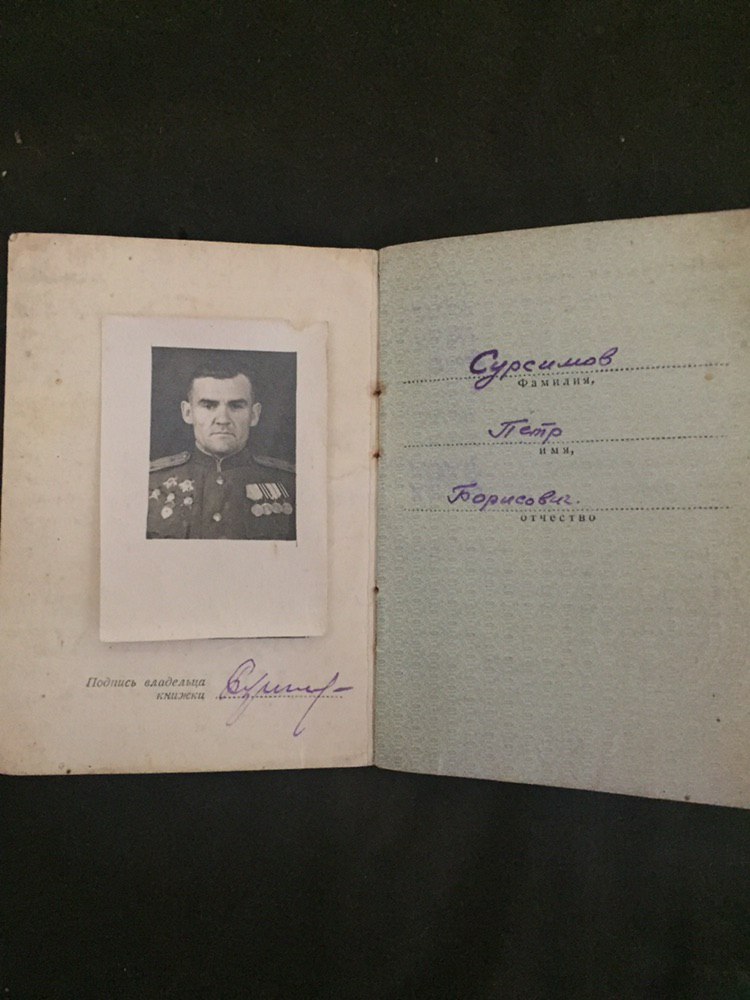 Подпись владельца
книжки
Сурсимов
Фамилия,
Петр
имя,
Борисович.
отчество